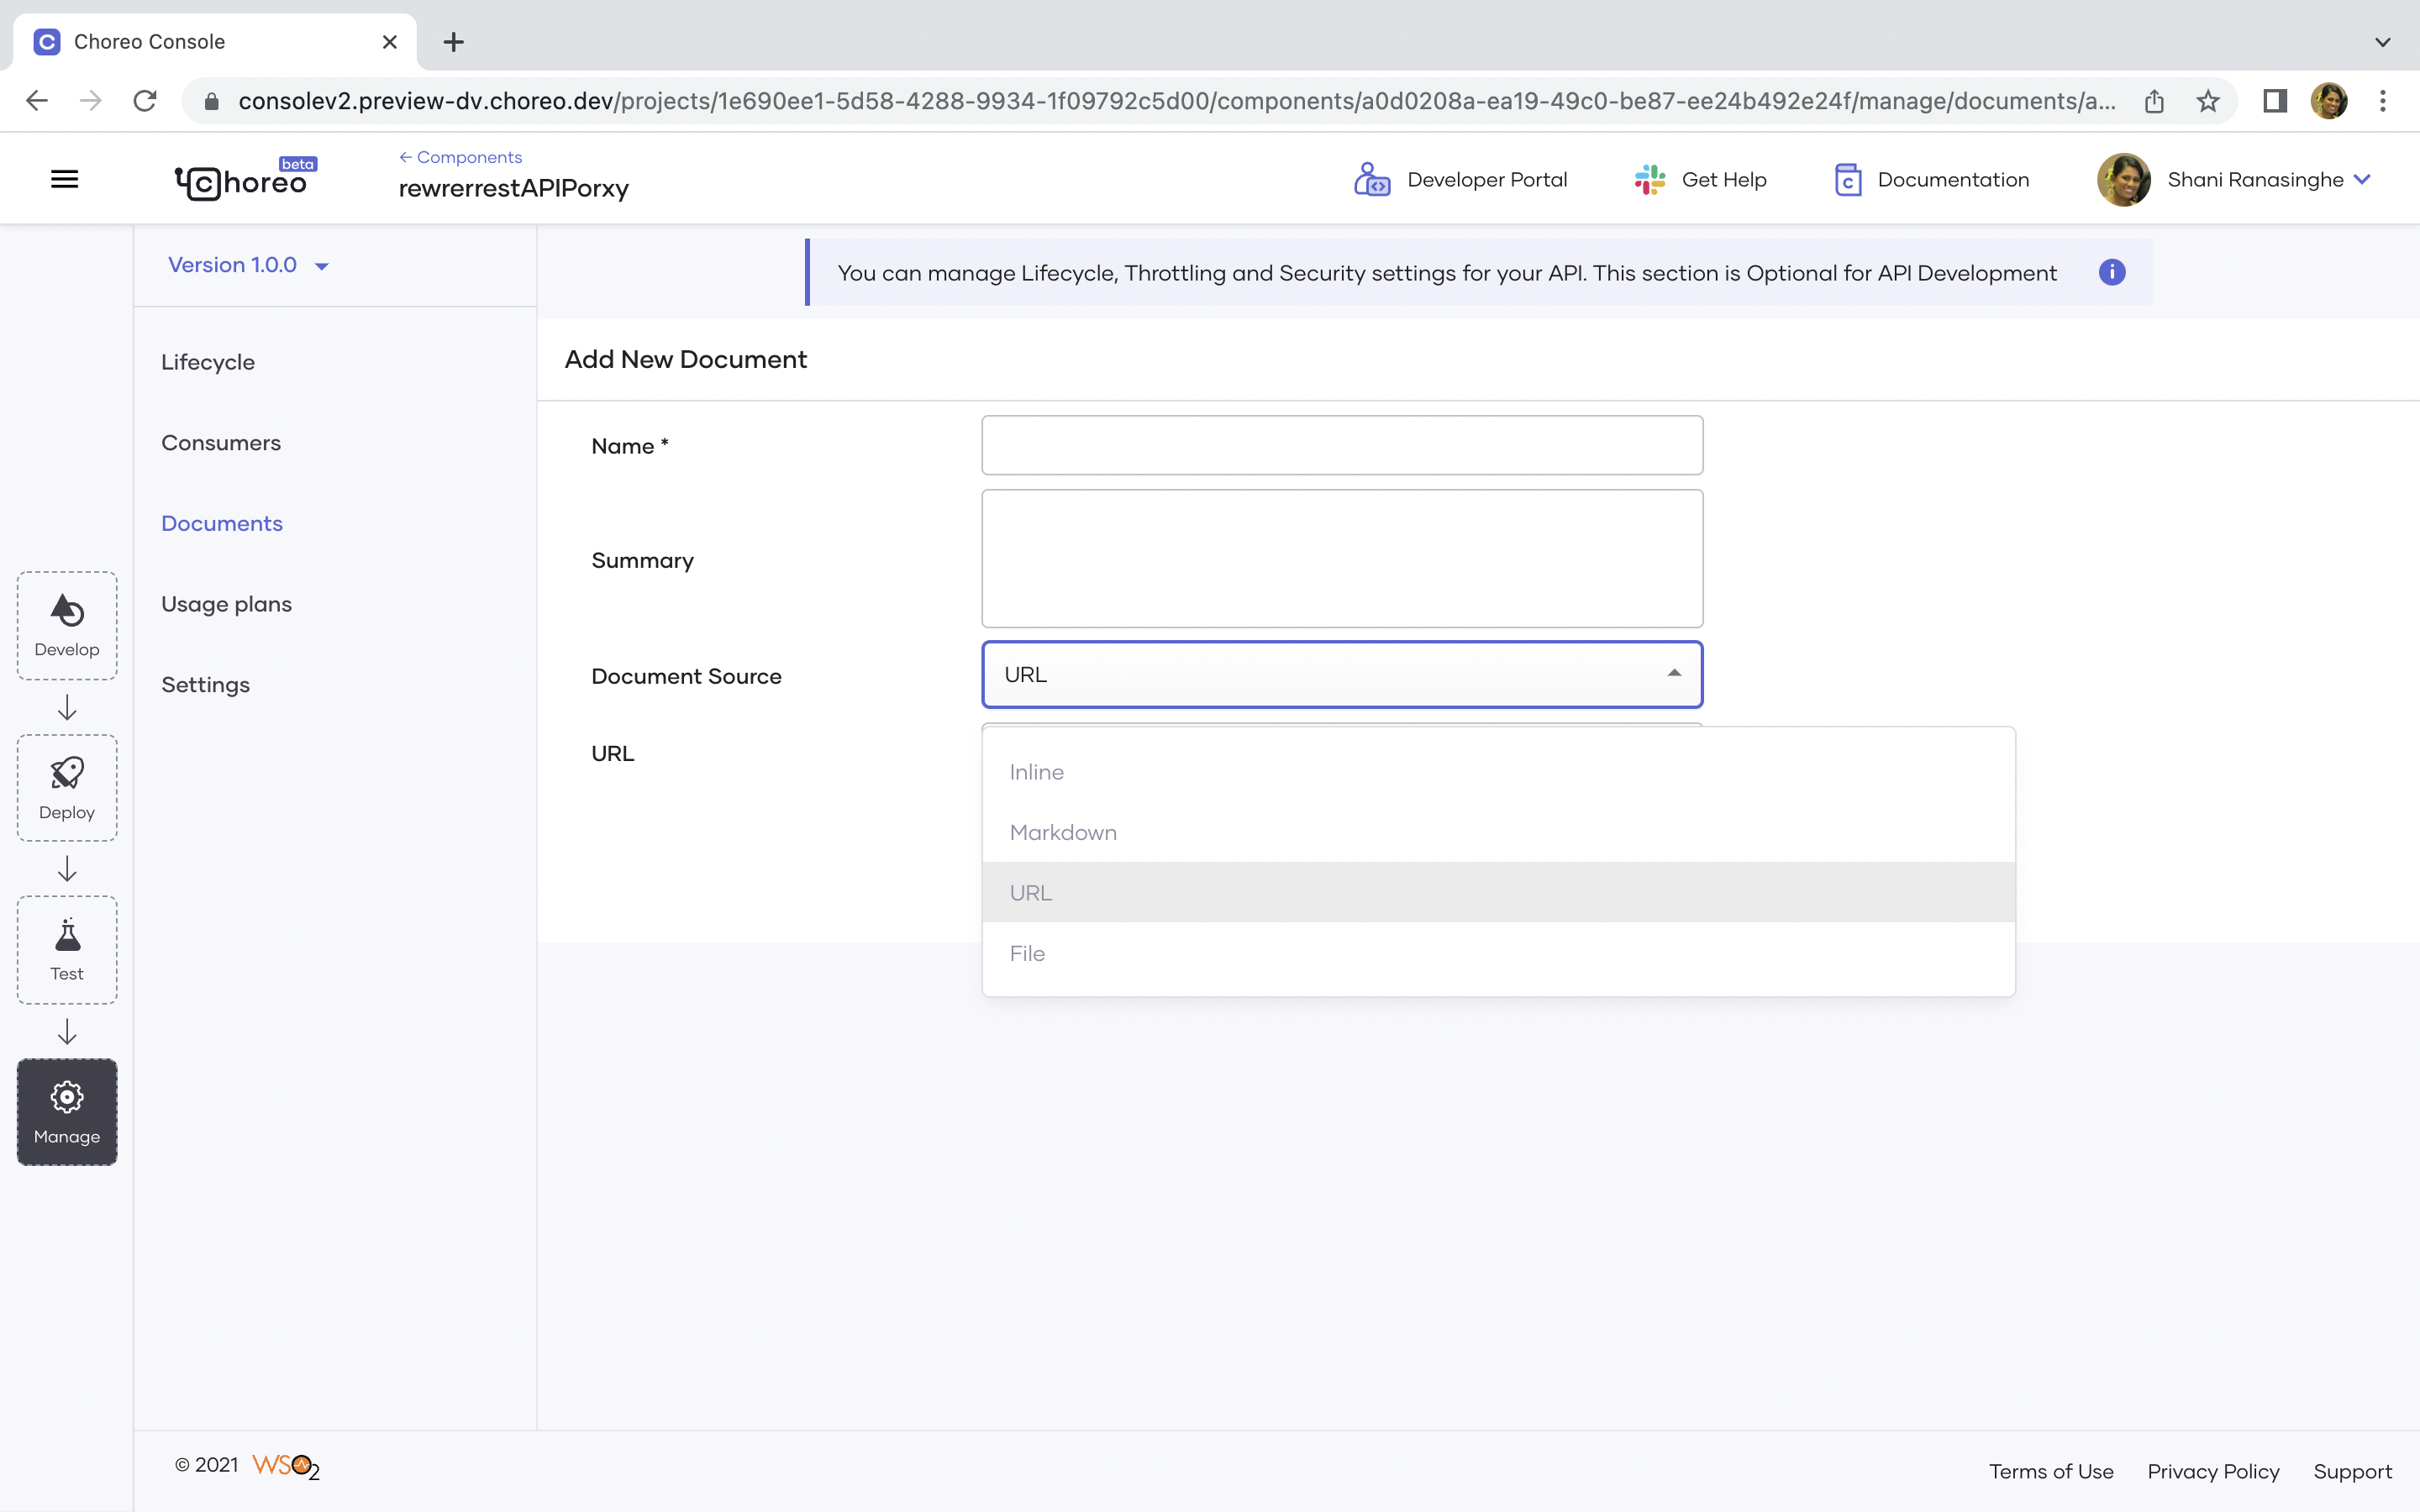 Choreo Console
consolev2.preview-dv.choreo.dev/projects/1e690ee1-5d58-4288-9934-1f09792c5d00/components/a0d0208a-ea19-49c0-be87-ee24b492e24f/manage/documents/a...
choreo beta
← Components
rewrerrestAPIPorxy
Developer Portal
Get Help
Documentation
Shani Ranasinghe
Version 1.0.0
You can manage Lifecycle, Throttling and Security settings for your API. This section is Optional for API Development
Lifecycle
Consumers
Documents
Usage plans
Settings
Develop
Deploy
Test
Manage
Add New Document
Name *
Summary
Document Source
URL
URL
Inline
Markdown
URL
File
© 2021 WSO2
Terms of Use
Privacy Policy
Support